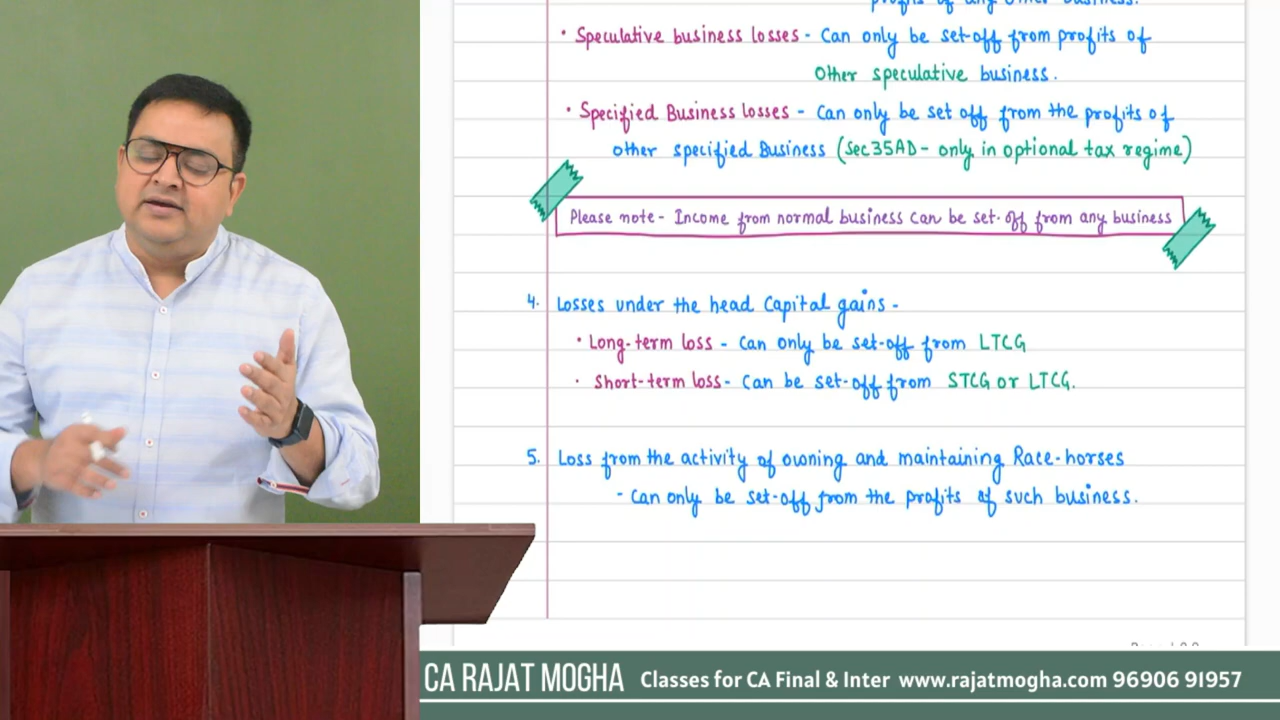 profits of any other business.
• Speculative business losses - Can only be set-off from profits of
Other speculative business.
• Specified Business losses - Can only be set off from the profits of
other specified Business (Sec35AD - only in optional tax regime)
Please note - Income from normal business can be set-off from any business
4. Losses under the head Capital gains -
• Long-term loss - Can only be set-off from LTCG
• Short-term loss - Can be set-off from STCG or LTCG.
5. Loss from the activity of owning and maintaining Race-horses
- Can only be set-off from the profits of such business.
CA RAJAT MOGHA Classes for CA Final & Inter www.rajatmogha.com 96906 91957